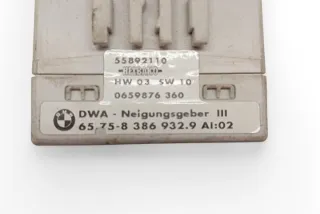 55892110
HW 03 SW 10
0659876 360
DWA - Neigungsgeber III
65.75-8 386 932.9 AI:02